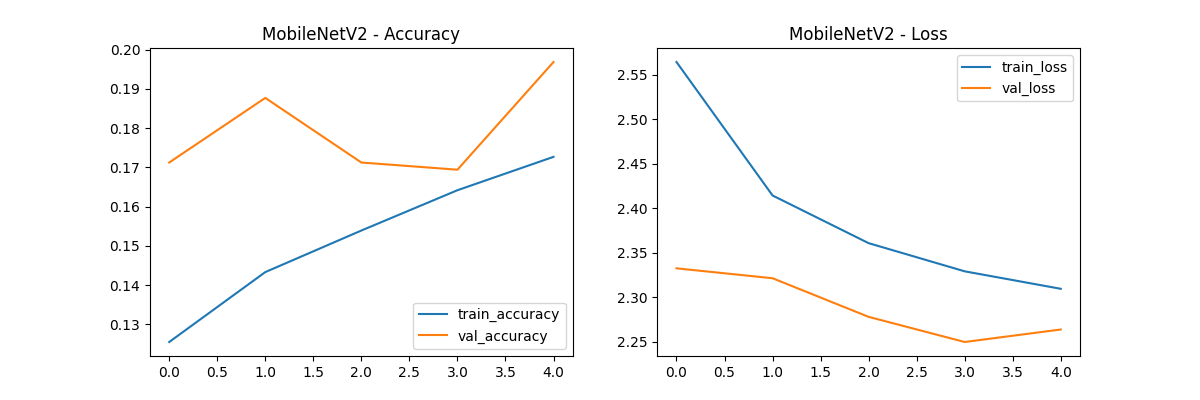 MobileNetV2 - Accuracy
0.20
0.19
0.18
0.17
0.16
0.15
0.14
0.13
train_accuracy
val_accuracy
0.0 0.5 1.0 1.5 2.0 2.5 3.0 3.5 4.0
MobileNetV2 - Loss
2.55
2.50
2.45
2.40
2.35
2.30
2.25
train_loss
val_loss
0.0 0.5 1.0 1.5 2.0 2.5 3.0 3.5 4.0